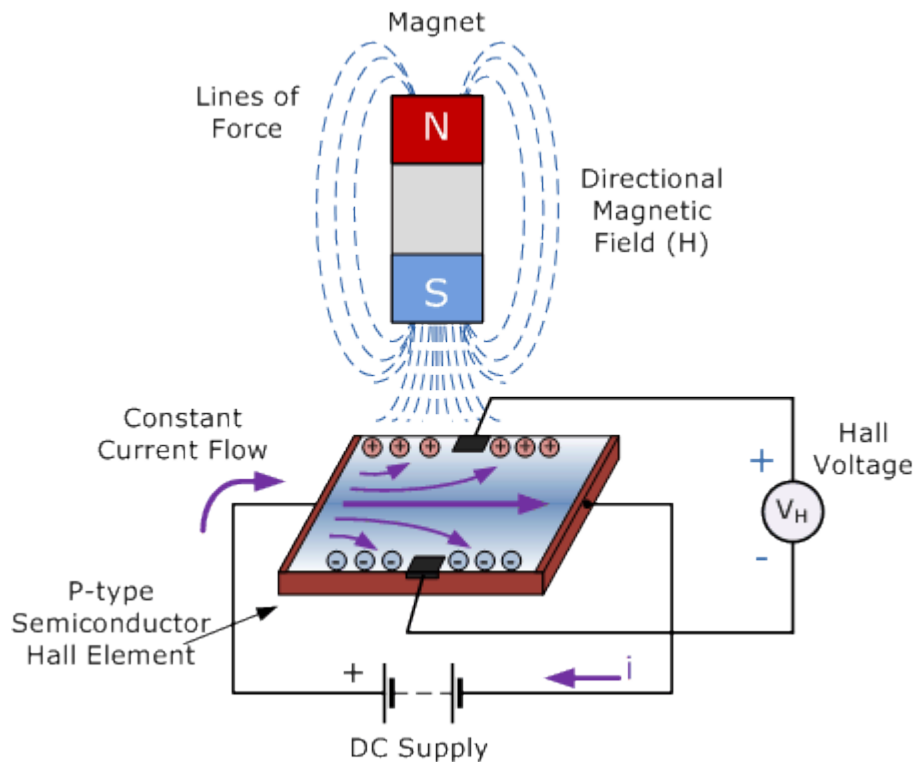 Magnet
Lines of
Force
N
Directional
Magnetic
Field (H)
S
Constant
Current Flow
Hall
Voltage
+ + + + + +
+
VH
-
- - - - - -
P-type
Semiconductor
Hall Element
+
i
DC Supply